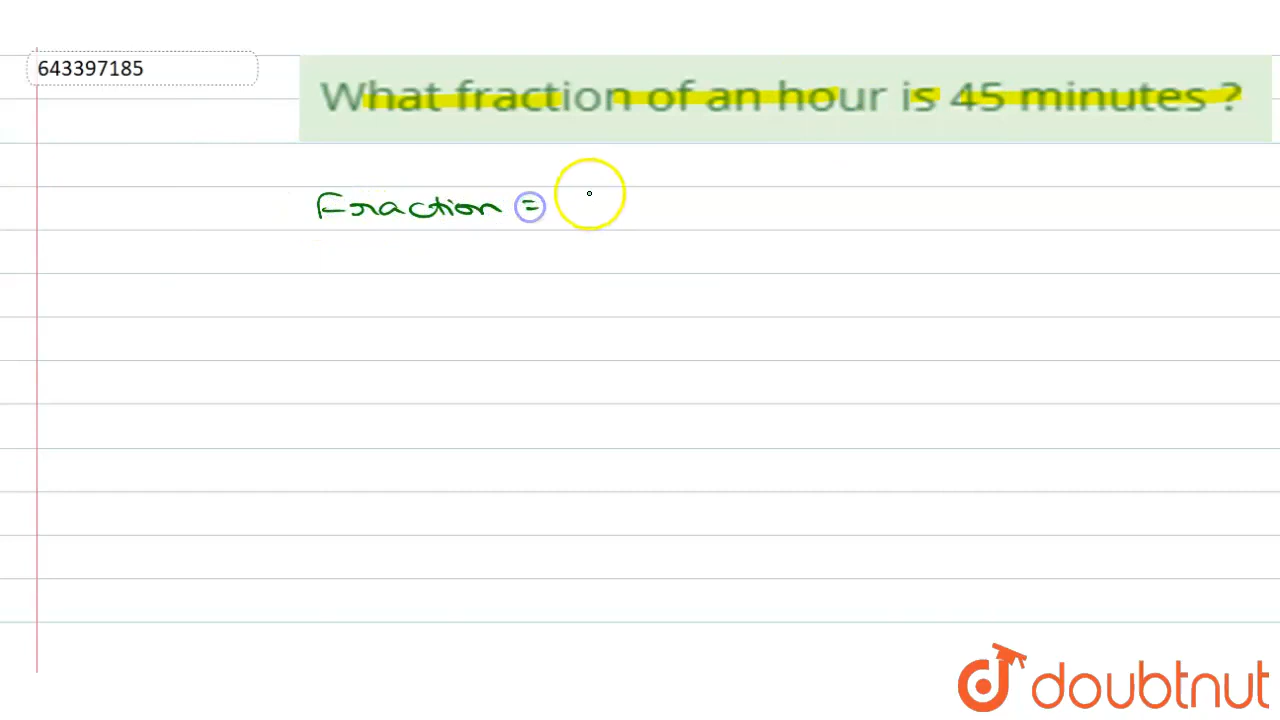 643397185
What fraction of an hour is 45 minutes ?
Fraction =
doubtnut